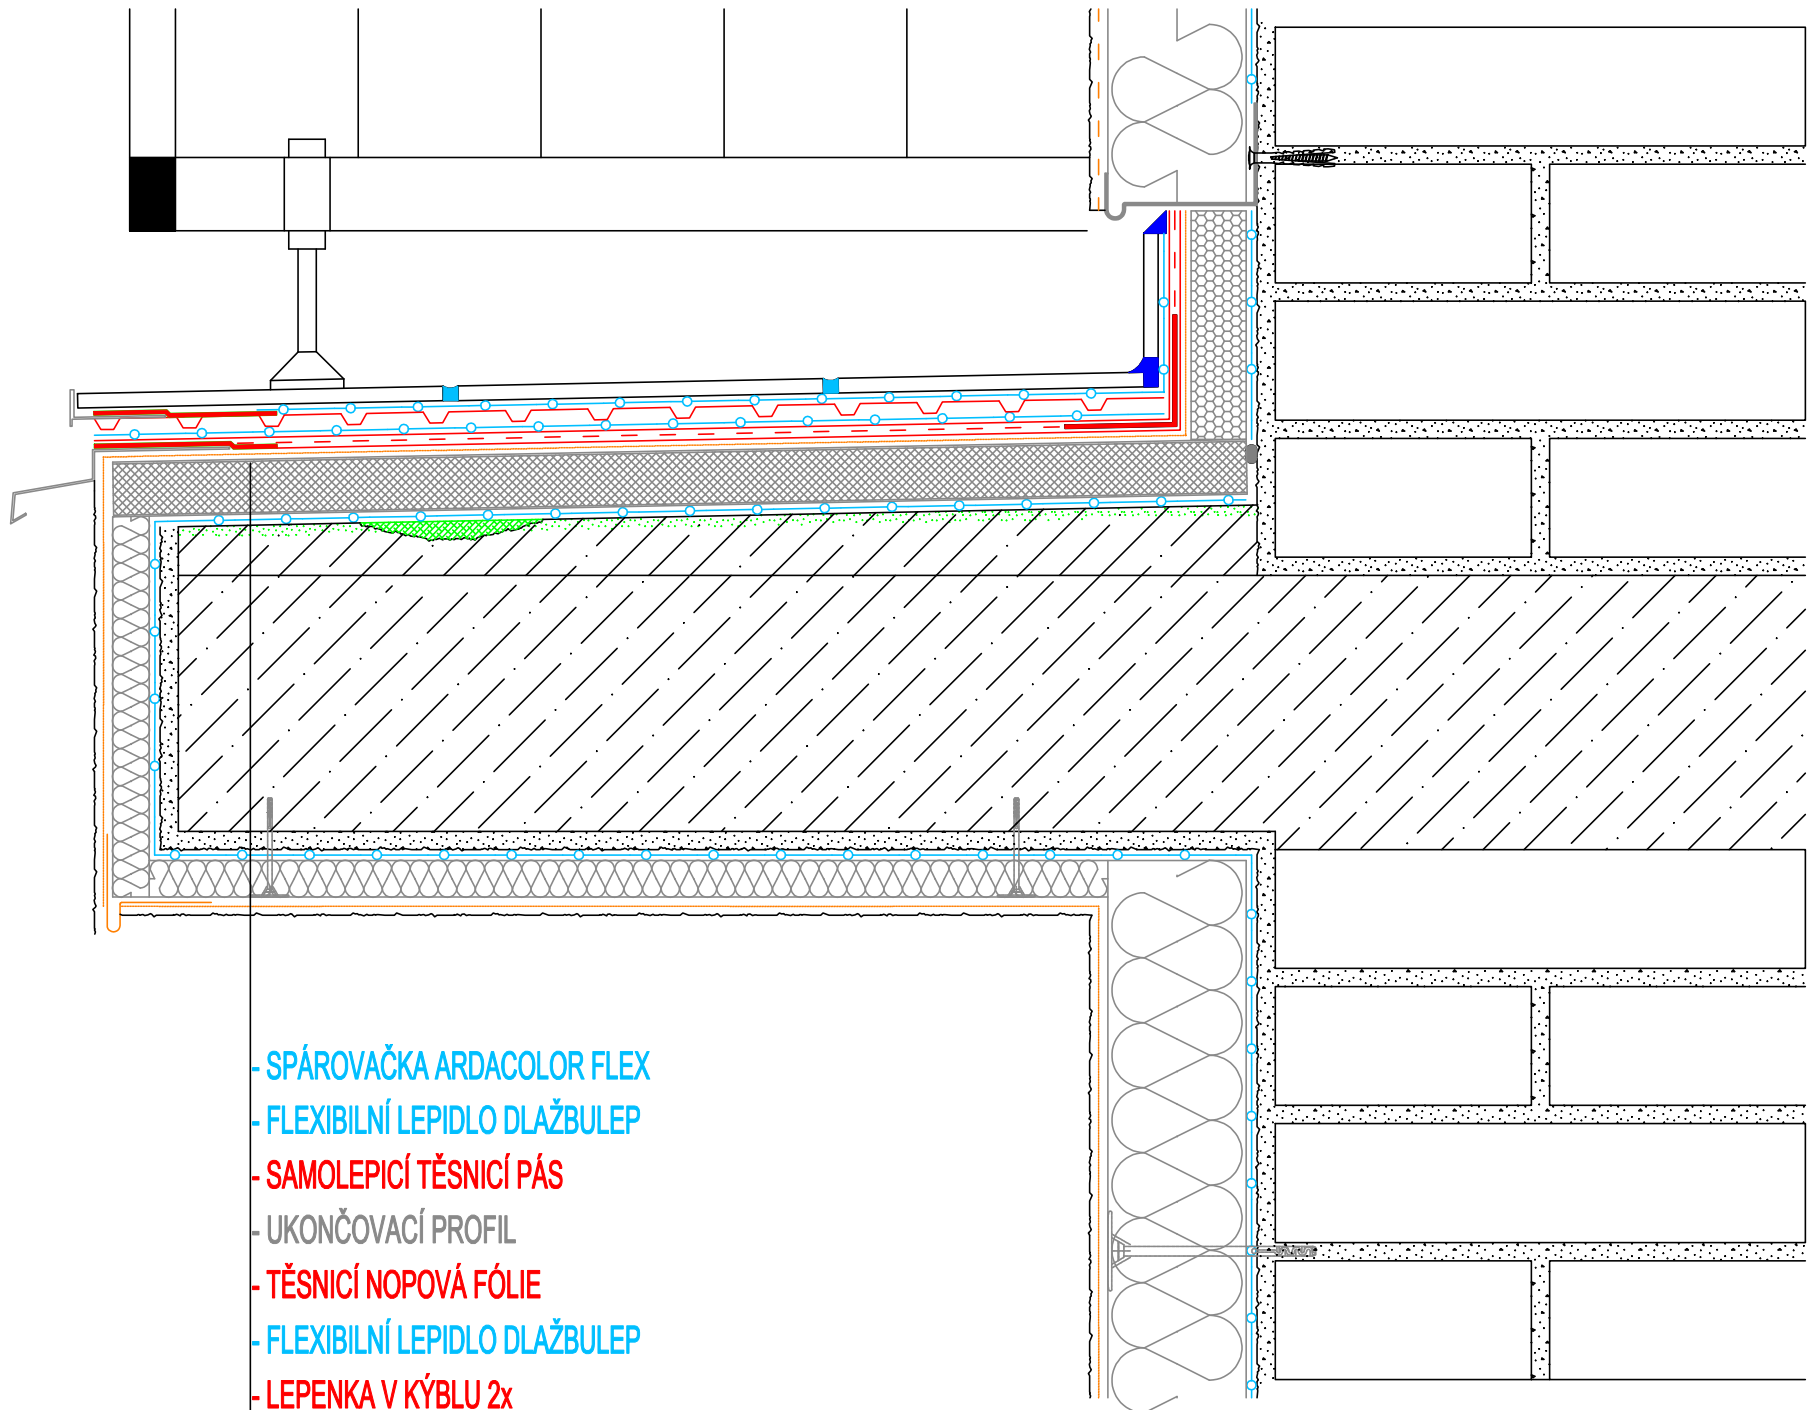 - SPÁROVAČKA ARDACOLOR FLEX
- FLEXIBILNÍ LEPIDLO DLAŽBULEP
- SAMOLEPICÍ TĚSNICÍ PÁS
- UKONČOVACÍ PROFIL
- TĚSNICÍ NOPOVÁ FÓLIE
- FLEXIBILNÍ LEPIDLO DLAŽBULEP
- LEPENKA V KÝBLU 2x